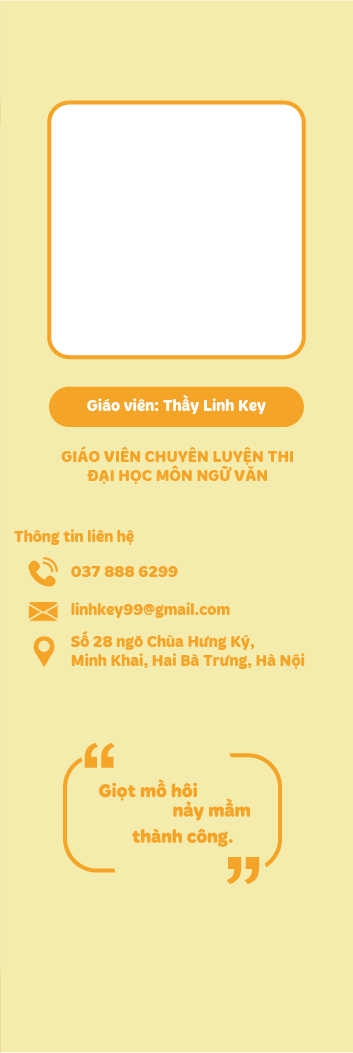 Giáo viên: Thầy Linh Key
GIÁO VIÊN CHUYÊN LUYỆN THI
ĐẠI HỌC MÔN NGỮ VĂN
Thông tin liên hệ
037 888 6299
linhkey99@gmail.com
Số 28 ngõ Chùa Hưng Ký,
Minh Khai, Hai Bà Trưng, Hà Nội
“
Giọt mồ hôi
nảy mầm
thành công.
”